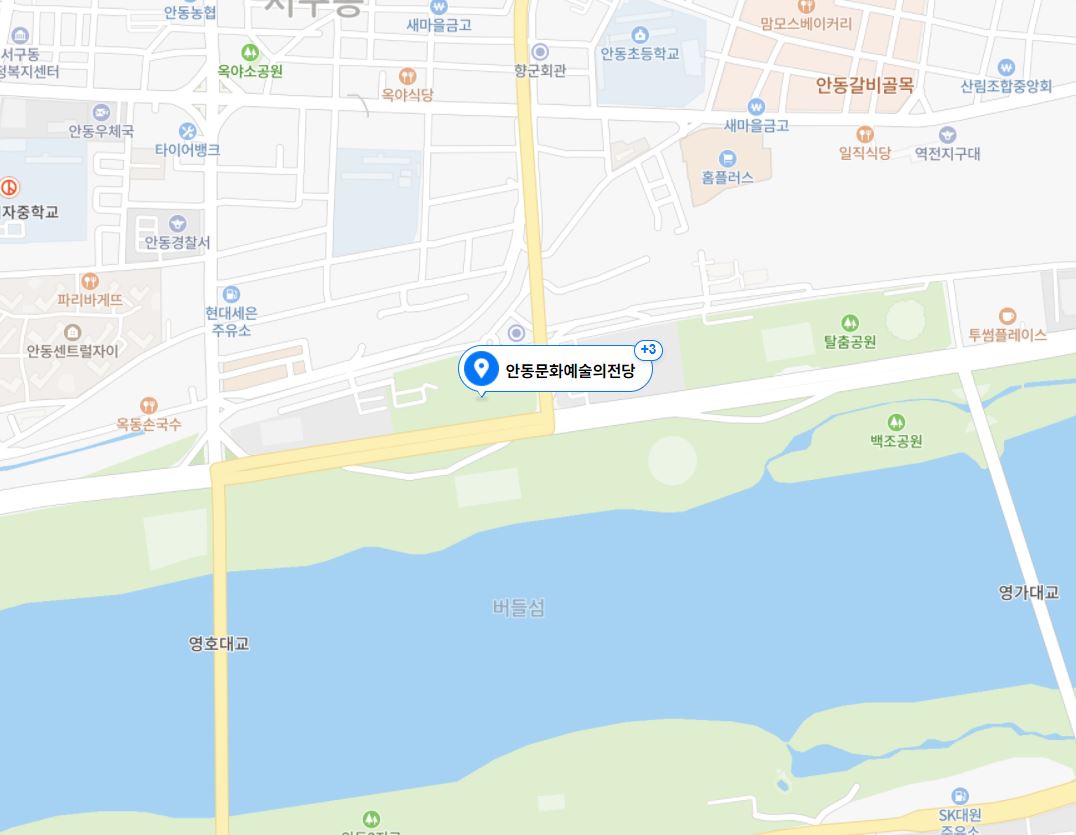 안동농협
새마을금고
맘모스베이커리
서구동
옥야소공원
향군회관
안동초등학교
옥야식당
안동갈비골목
산림조합중앙회
안동우체국
새마을금고
타이어뱅크
일직식당
역전지구대
홈플러스
자중학교
안동경찰서
파리바게뜨
현대세은
주유소
안동센트럴자이
탈춤공원
투썸플레이스
+3
안동문화예술의전당
옥동손국수
백조공원
영가대교
버들섬
영호대교
SK대원
주유소